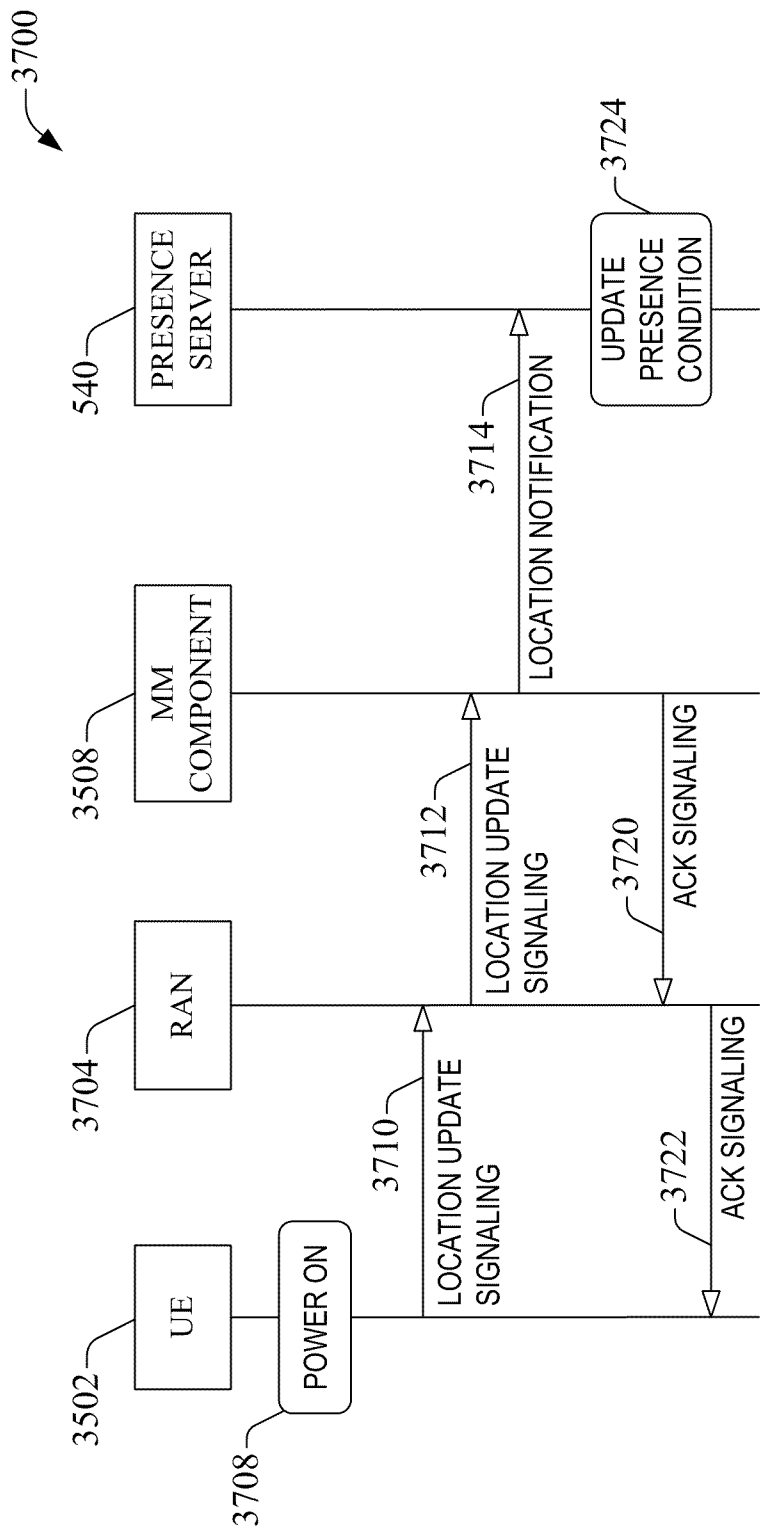 3700
3502
UE
3704
RAN
3508
MM
COMPONENT
540
PRESENCE
SERVER
3708
POWER ON
3710
LOCATION UPDATE
SIGNALING
3712
LOCATION UPDATE
SIGNALING
3714
LOCATION NOTIFICATION
3720
ACK SIGNALING
3722
ACK SIGNALING
UPDATE
PRESENCE
CONDITION
3724